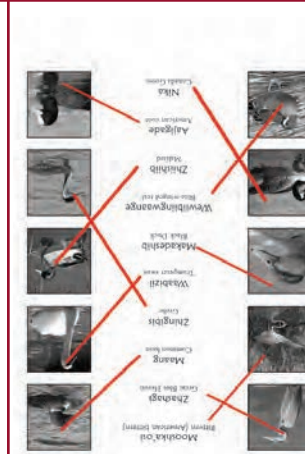 Mooshka'osi
Bittern (American bittern)
Zhashagi
Great Blue Heron
Maang
Common loon
Zhingibis
Grebe
Waabizii
Trumpeter swan
Makadeshib
Black Duck
Wewiibiingwaange
Blue-winged teal
Zhiishiib
Mallard
Aajigade
American coot
Nika
Canada Goose